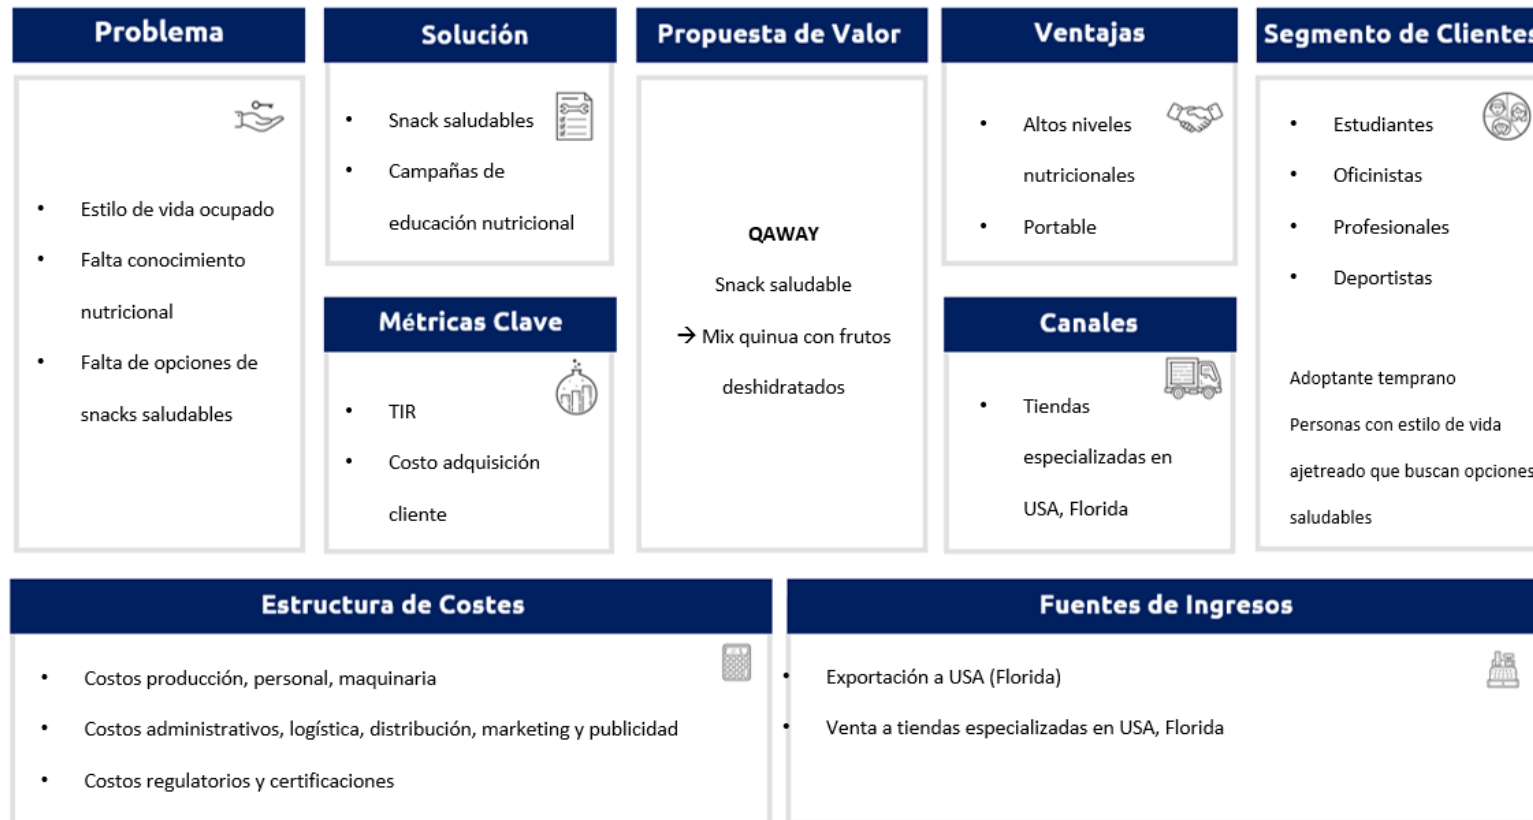 Problema
• Estilo de vida ocupado
• Falta conocimiento
nutricional
• Falta de opciones de
snacks saludables
Solución
• Snack saludables
• Campañas de
educación nutricional
Métricas Clave
• TIR
• Costo adquisición
cliente
Propuesta de Valor
QAWAY
Snack saludable
→ Mix quinua con frutos
deshidratados
Ventajas
• Altos niveles
nutricionales
• Portable
Canales
• Tiendas
especializadas en
USA, Florida
Segmento de Clientes
• Estudiantes
• Oficinistas
• Profesionales
• Deportistas
Adoptante temprano
Personas con estilo de vida
ajetreado que buscan opciones
saludables
Estructura de Costes
• Costos producción, personal, maquinaria
• Costos administrativos, logística, distribución, marketing y publicidad
• Costos regulatorios y certificaciones
Fuentes de Ingresos
• Exportación a USA (Florida)
• Venta a tiendas especializadas en USA, Florida